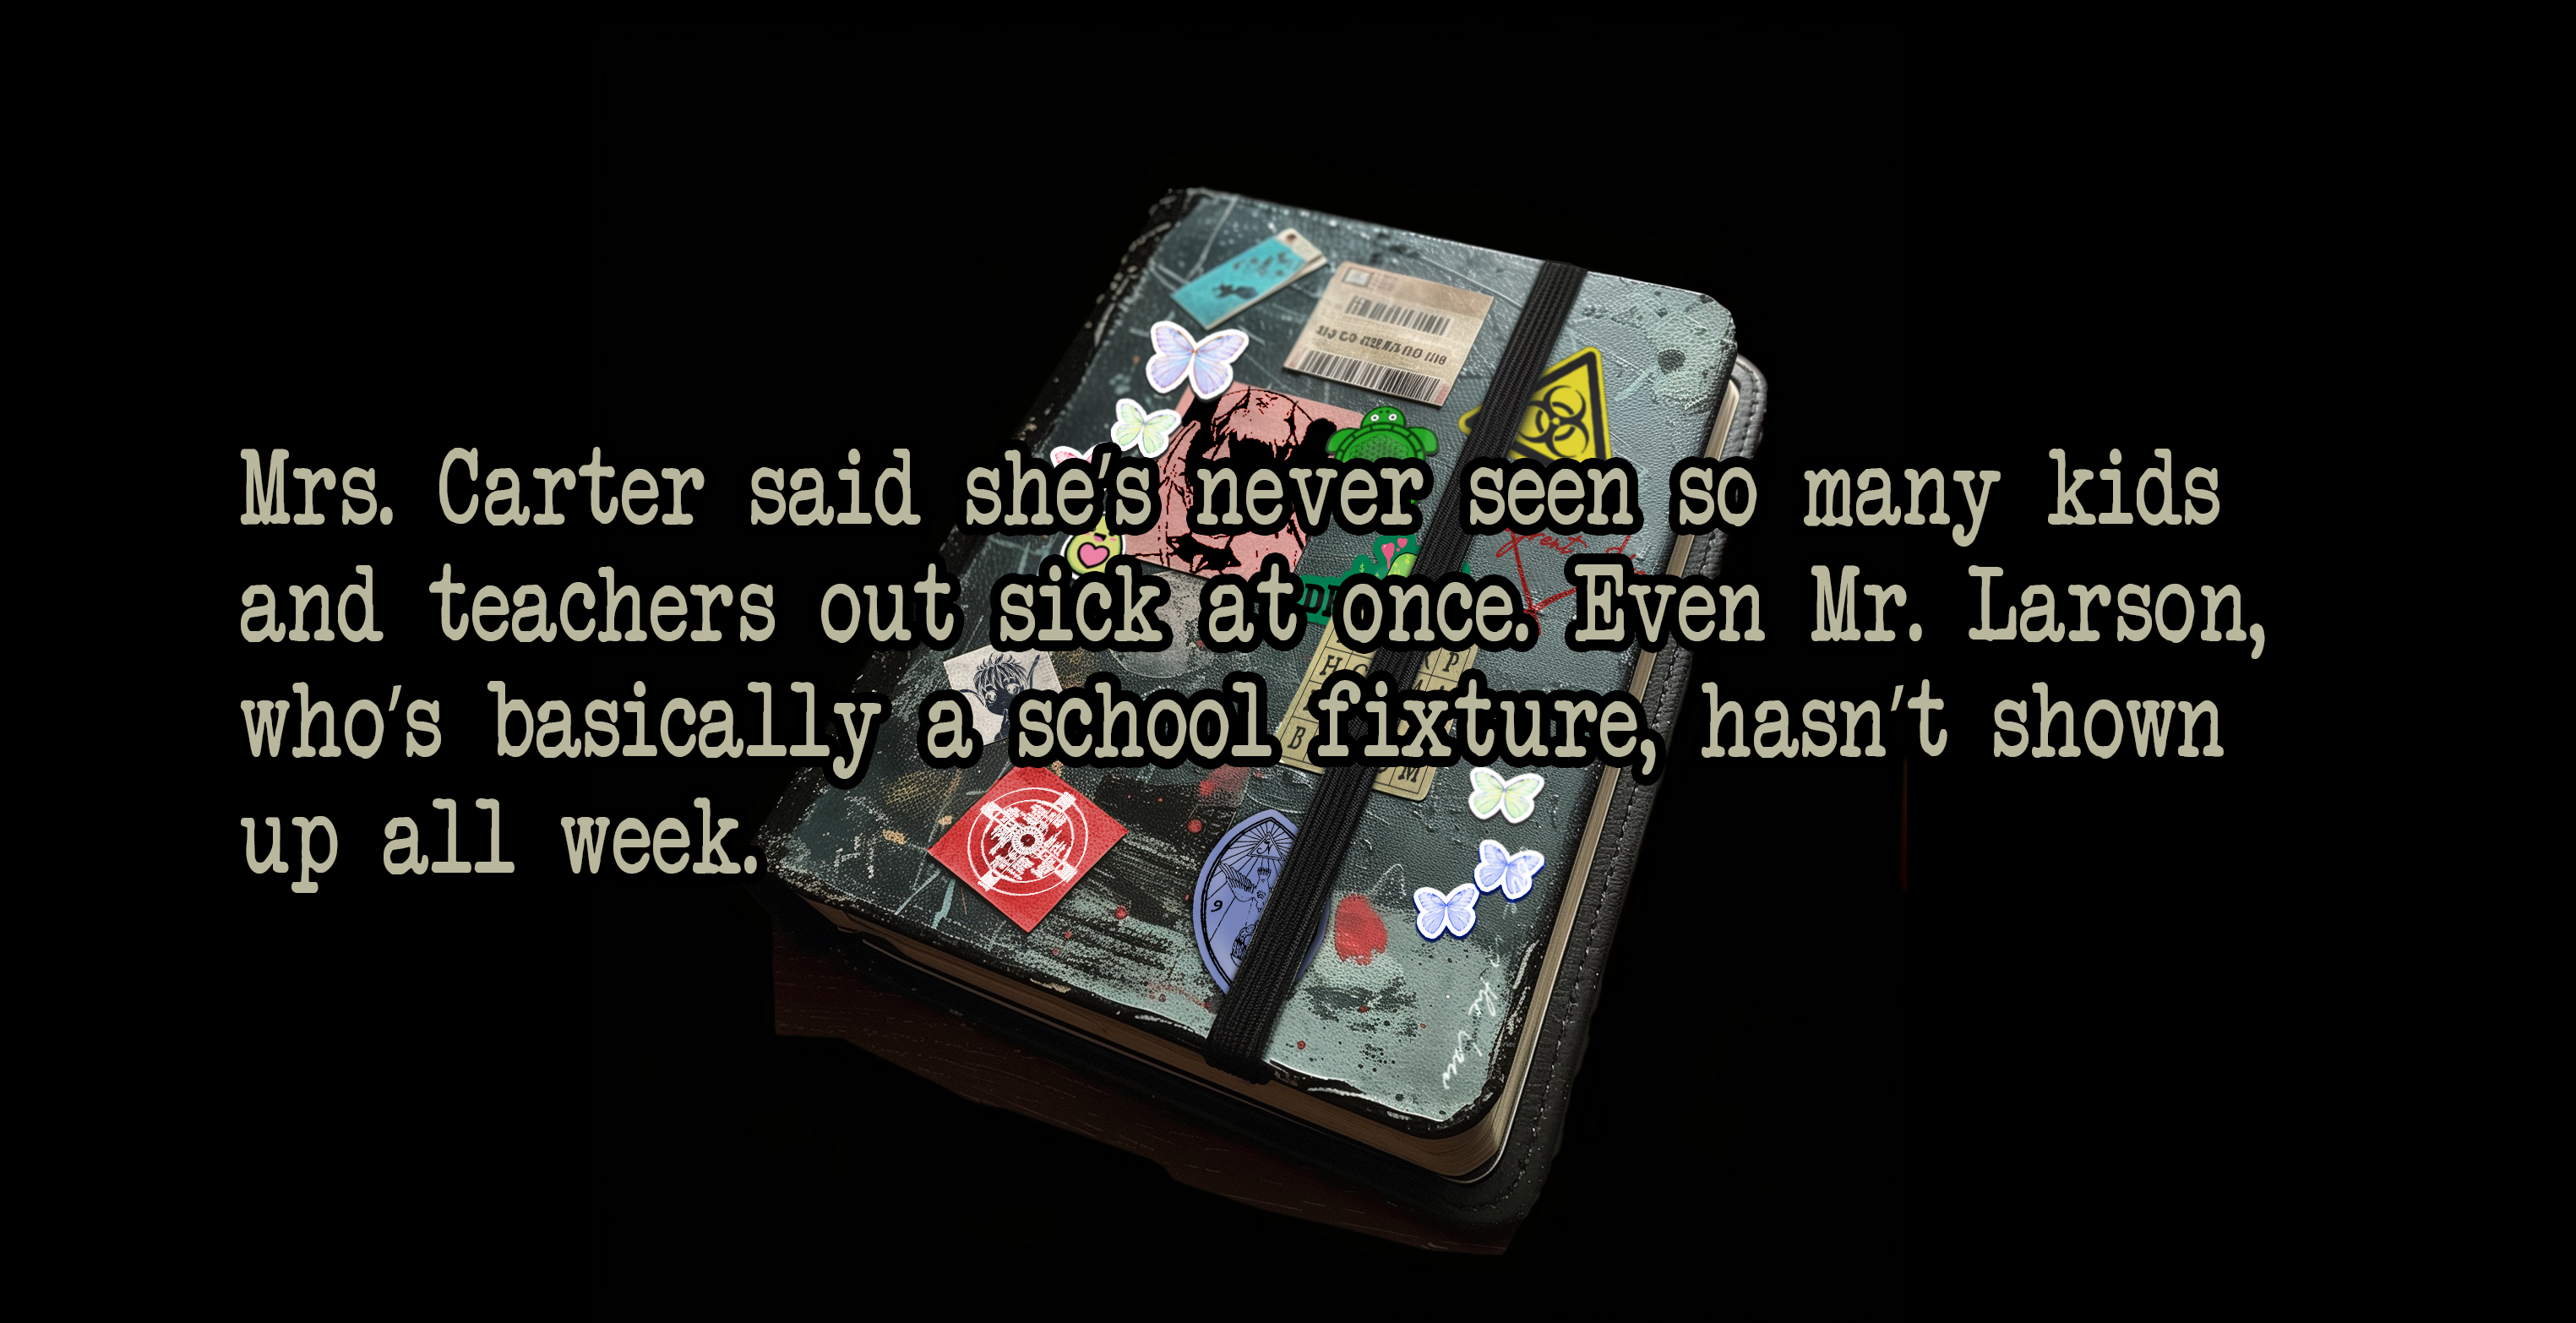 Mrs. Carter said she's never seen so many kids
and teachers out sick at once. Even Mr. Larson,
who's basically a school fixture, hasn't shown
up all week.